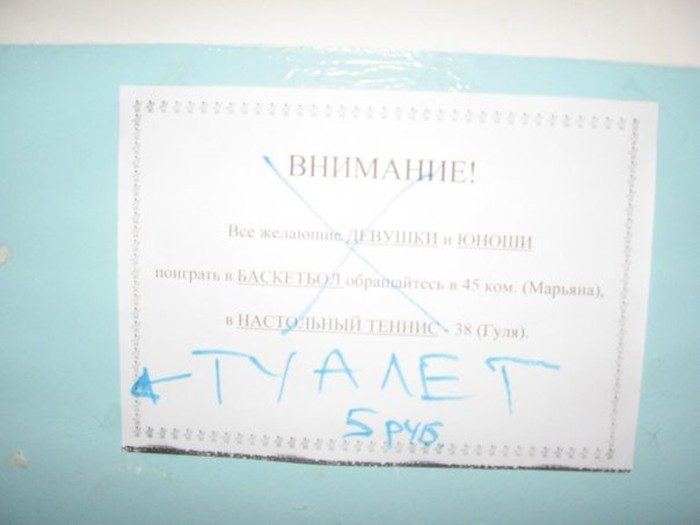 ВНИМАНИЕ!
Все желающие ДЕВУШКИ и ЮНОШИ
поиграть в БАСКЕТБОЛ обращайтесь в 45 ком. (Марьяна),
в НАСТОЛЬНЫЙ ТЕННИС - 38 (Гуля).
ТУАЛЕТ
5 руб